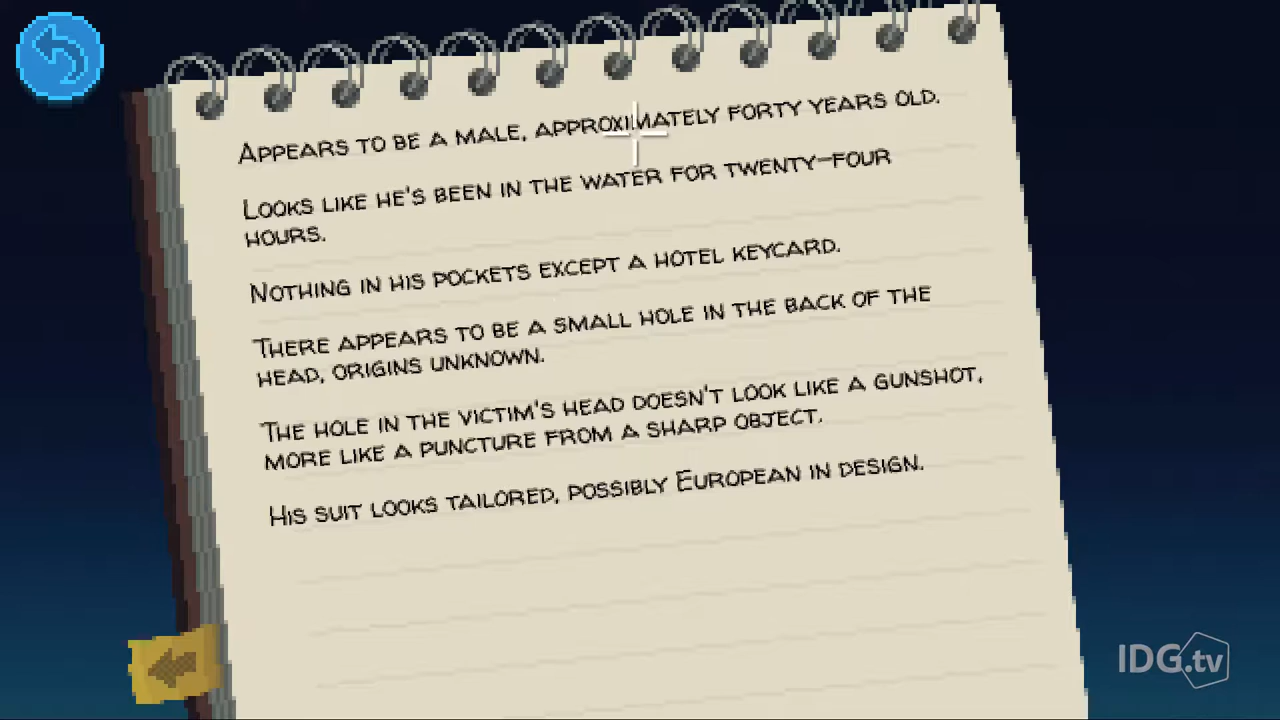 Appears to be a male, approximately forty years old.
Looks like he's been in the water for twenty-four
hours.
Nothing in his pockets except a hotel keycard.
There appears to be a small hole in the back of the
head, origins unknown.
The hole in the victim's head doesn't look like a gunshot,
more like a puncture from a sharp object.
His suit looks tailored, possibly European in design.
IDG.tv